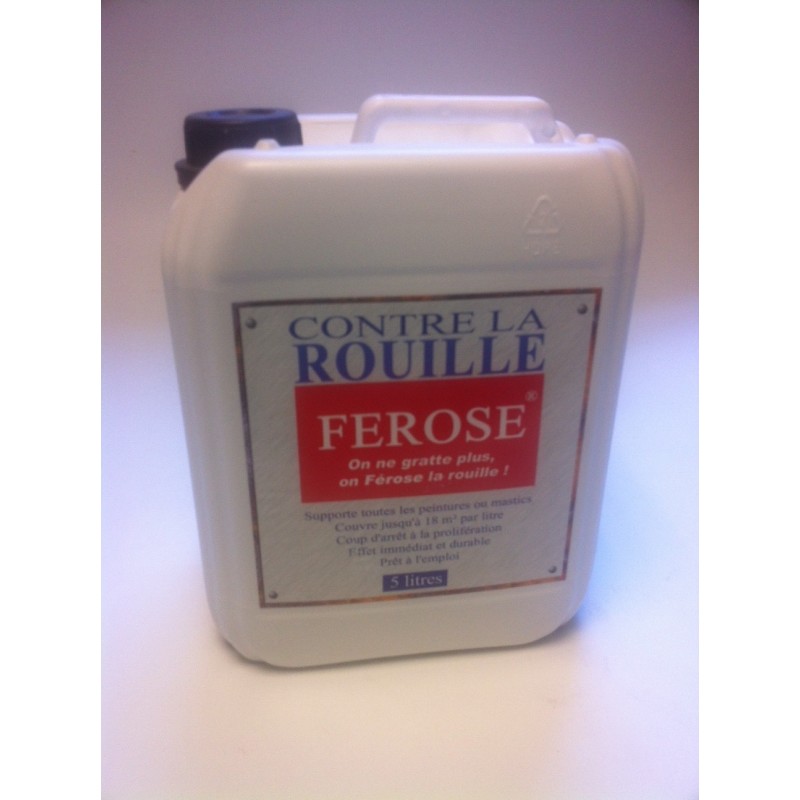 CONTRE LA
ROUILLE
FEROSE®
On ne gratte plus,
on Férose la rouille !
Supporte toutes les peintures ou mastics
Couvre jusqu'à 18 m² par litre
Coup d'arrêt à la prolifération
Effet immédiat et durable
Prêt à l'emploi
5 litres